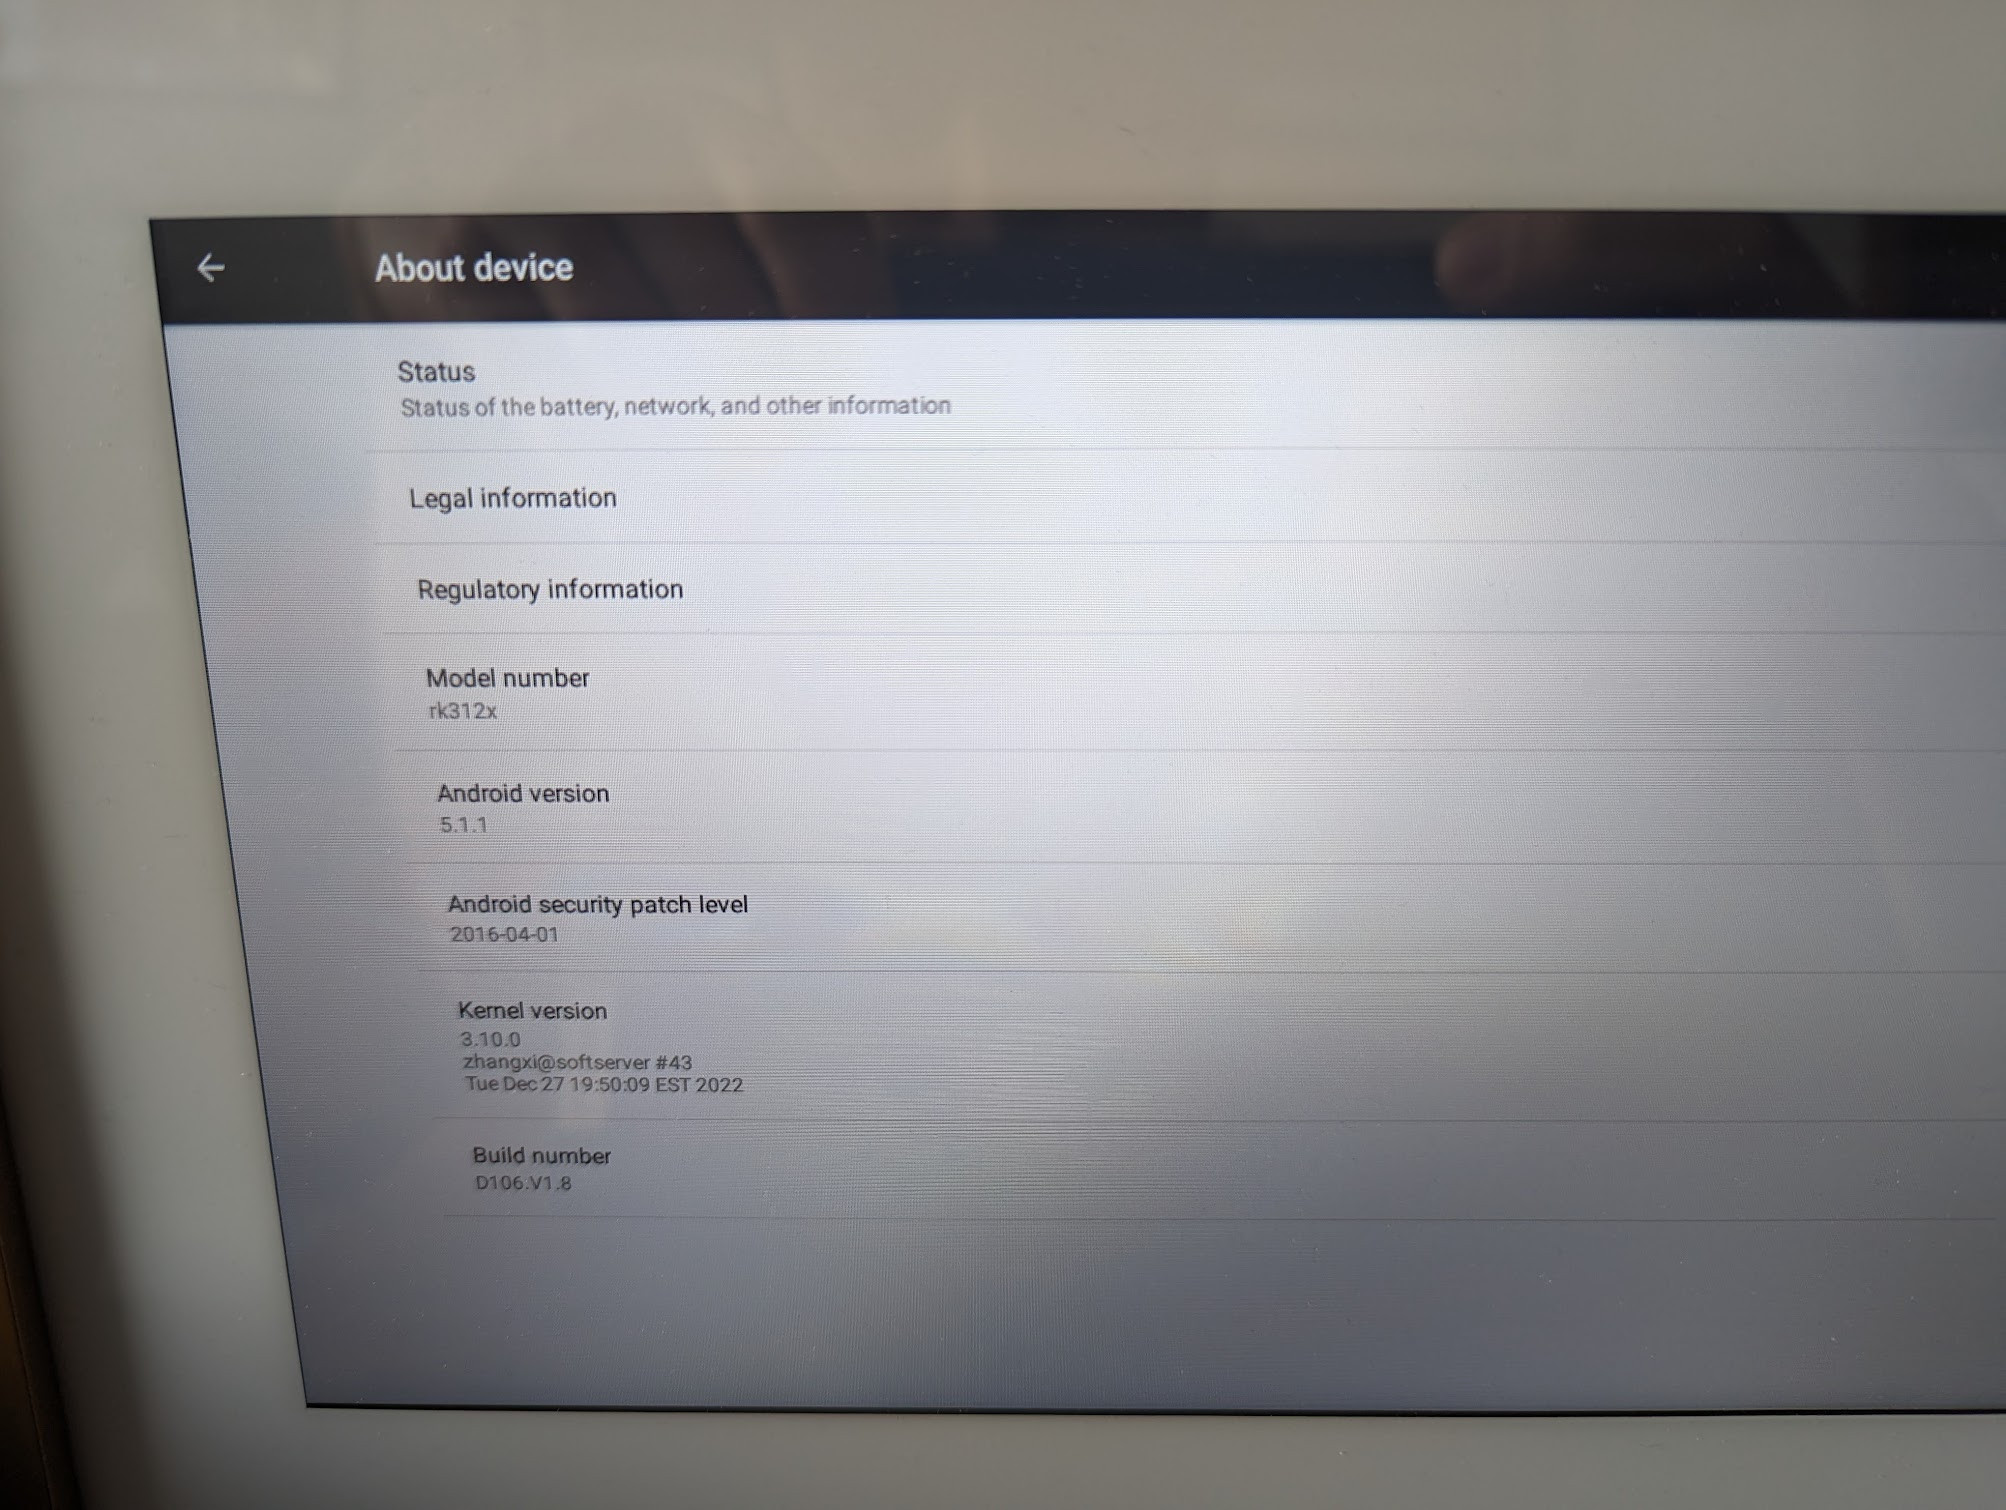 About device
Status
Status of the battery, network, and other information
Legal information
Regulatory information
Model number
rk312x
Android version
5.1.1
Android security patch level
2016-04-01
Kernel version
3.10.0
zhangxi@softserver #43
Tue Dec 27 19:50:09 EST 2022
Build number
D106.V1.8